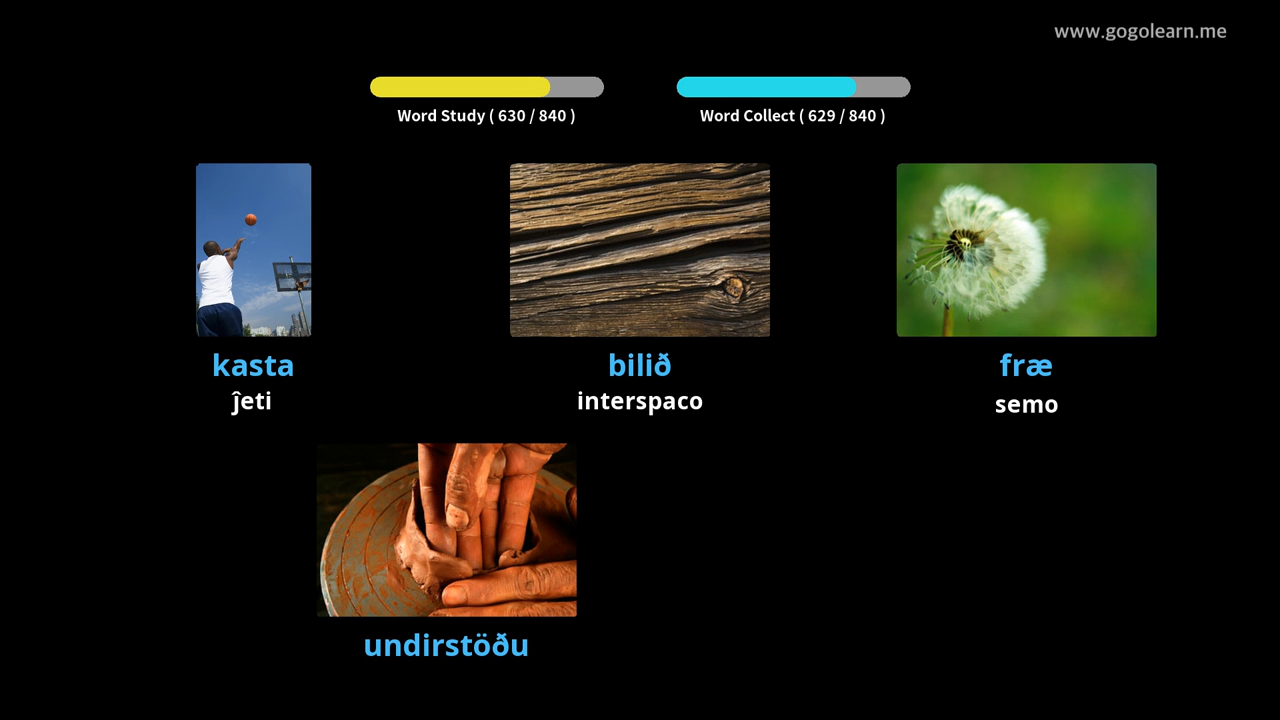 www.gogolearn.me
Word Study ( 630 / 840 )
Word Collect ( 629 / 840 )
kasta
ĵeti
bilið
interspaco
fræ
semo
undirstöðu